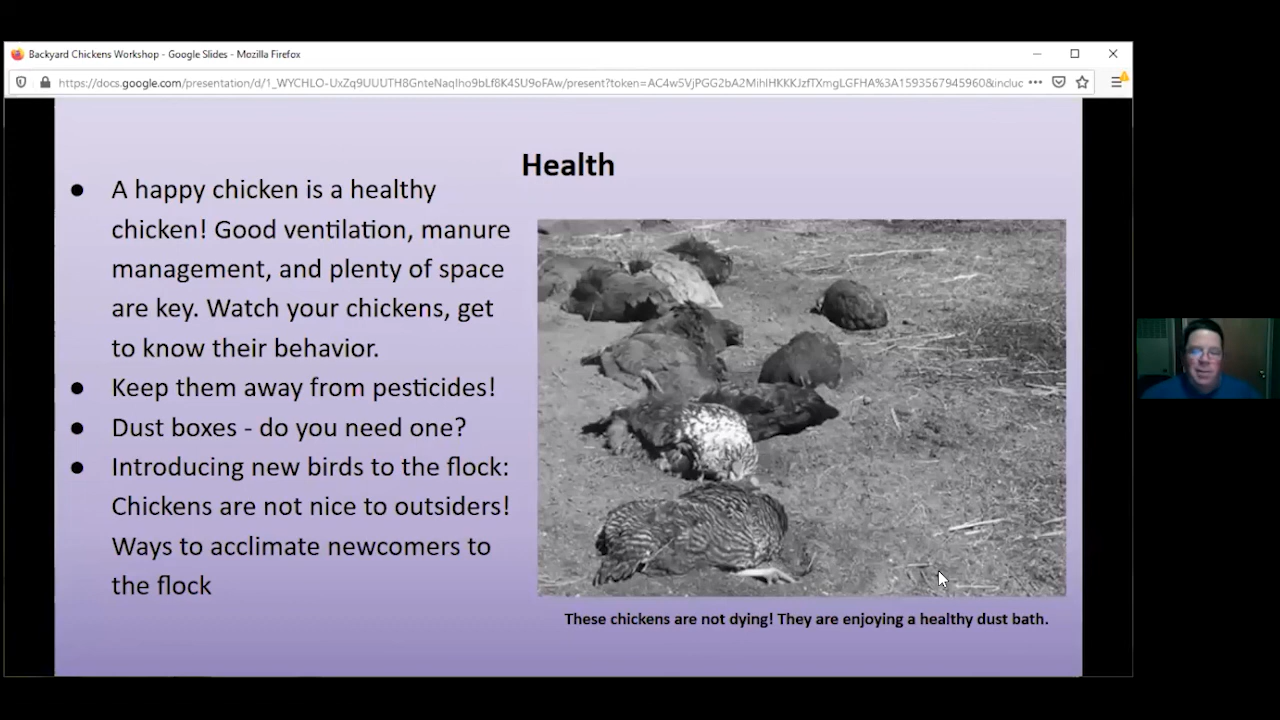 Backyard Chickens Workshop - Google Slides - Mozilla Firefox
https://docs.google.com/presentation/d/1_WYCHLO-UxZq9UUUTH8GnteNaqlho9bLf8K4SU9oFAw/present?token=AC4wSVjPGG2bA2MihlHKKKJzfTXmgLGFHA%3A1593567945960&includ
Health
● A happy chicken is a healthy
chicken! Good ventilation, manure
management, and plenty of space
are key. Watch your chickens, get
to know their behavior.
● Keep them away from pesticides!
● Dust boxes - do you need one?
● Introducing new birds to the flock:
Chickens are not nice to outsiders!
Ways to acclimate newcomers to
the flock
These chickens are not dying! They are enjoying a healthy dust bath.